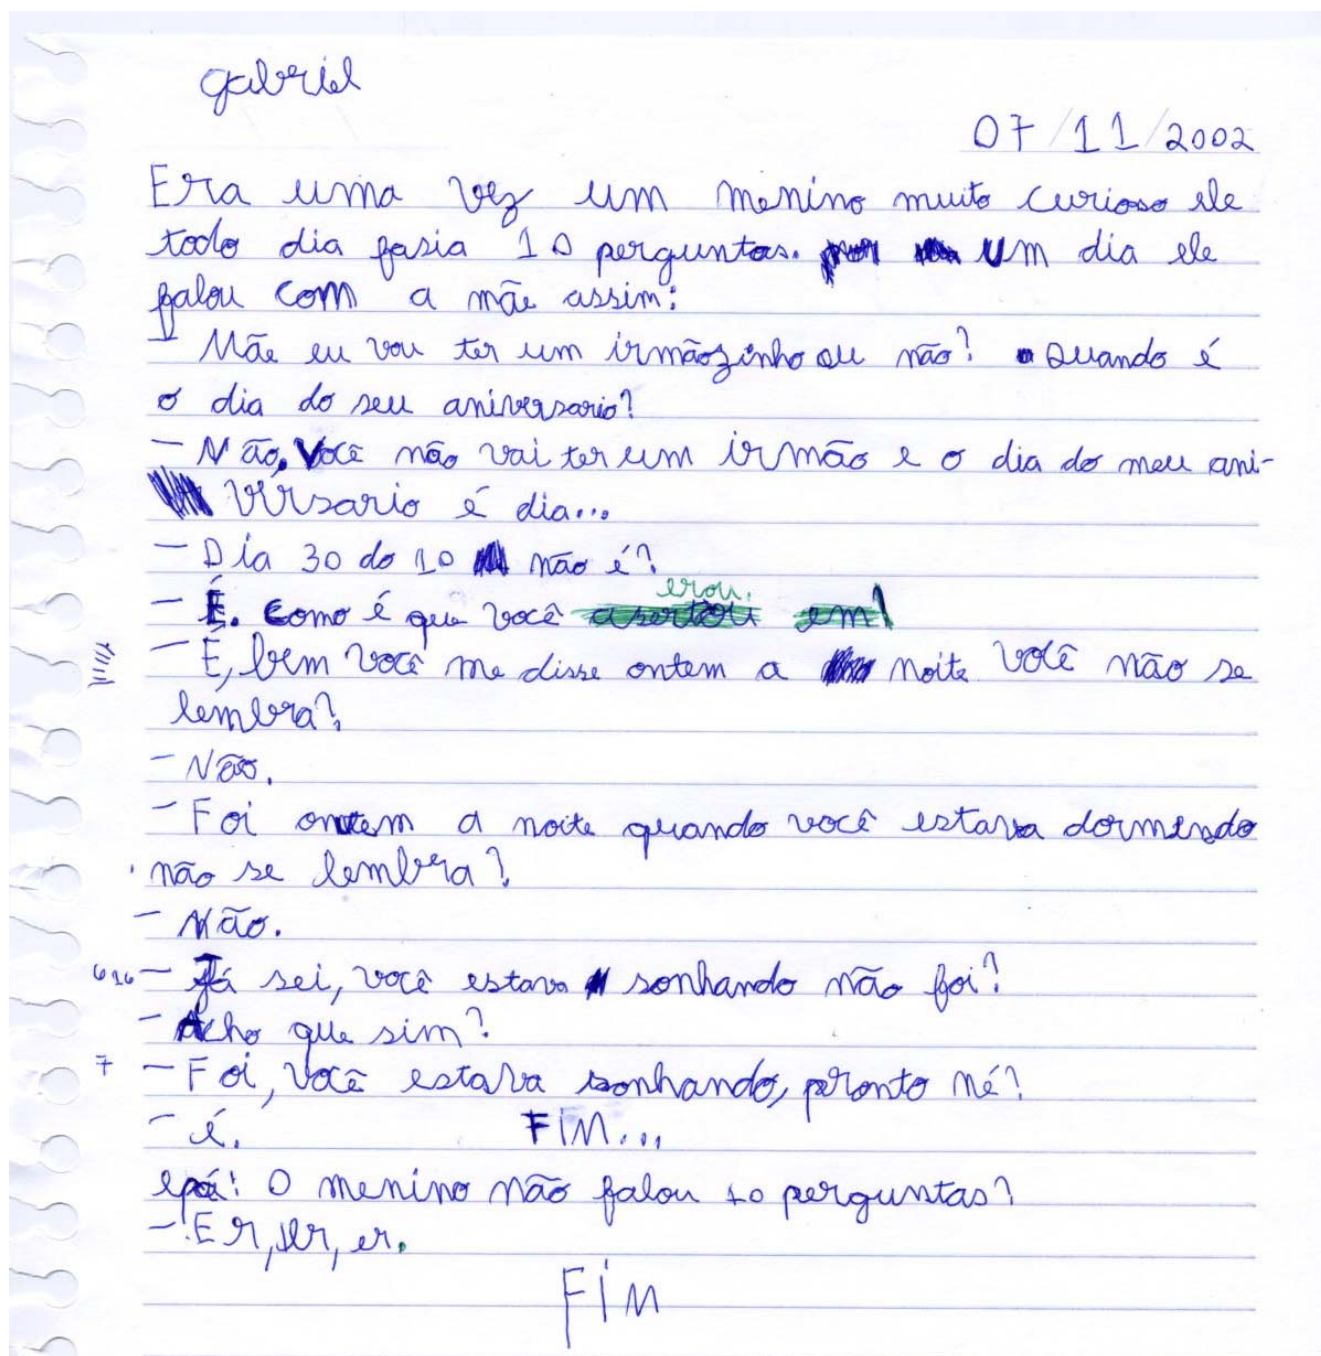 gabriel
07/11/2002
Era uma vez um menino muito curioso ele
todo dia fasia 10 perguntas. Um dia ele
falou com a mãe assim:
- Mãe eu vou ter um irmãozinho ou não? Quando é
o dia do seu aniversario?
- Não. Você não vai ter um irmão e o dia do meu ani-
virsario é dia...
- Dia 30 do 10 não é?
erou.
- É. Como é que você asertou em!
- É, bem você me disse ontem a noite você não se
lembra?
- Não.
- Foi ontem a noite quando você estava dormindo
não se lembra?
- Não.
- Já sei, você estava sonhando não foi?
- Acho que sim?
7 - Foi, você estava sonhando, pronto né?
- é. FIM...
epá! O menino não falou 10 perguntas?
- Er, er, er.
FIM